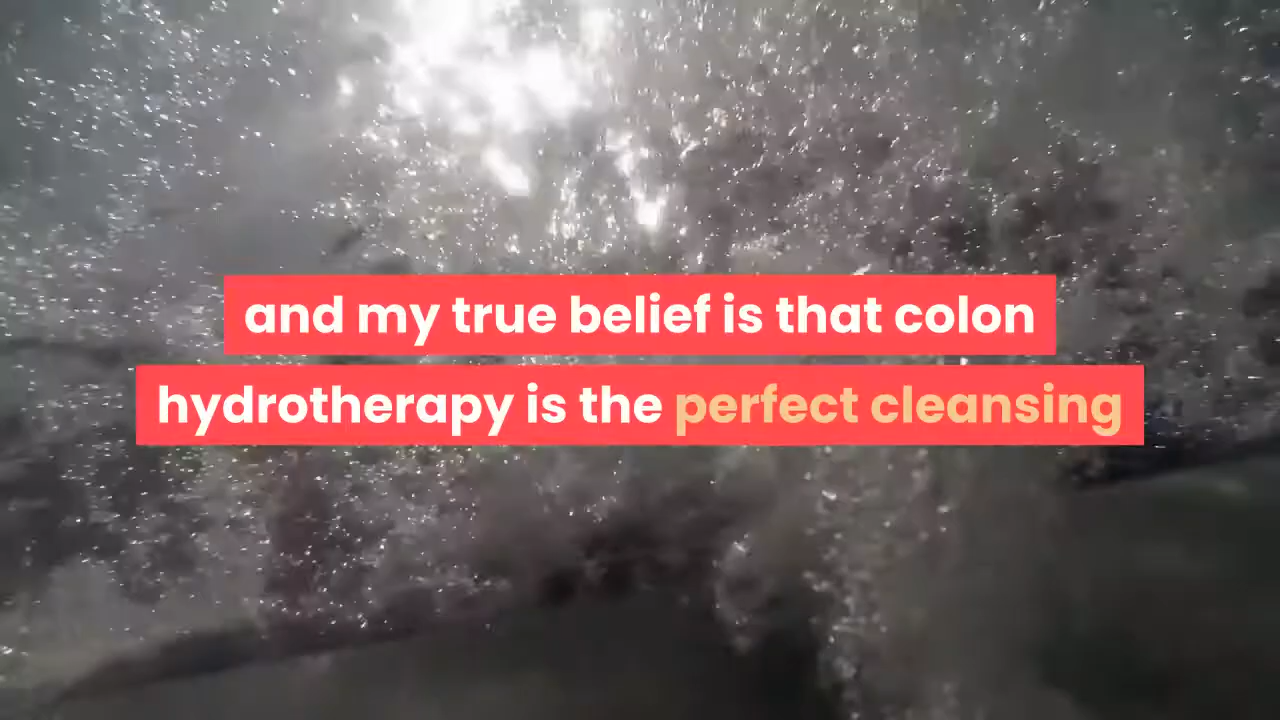 and my true belief is that colon
hydrotherapy is the perfect cleansing